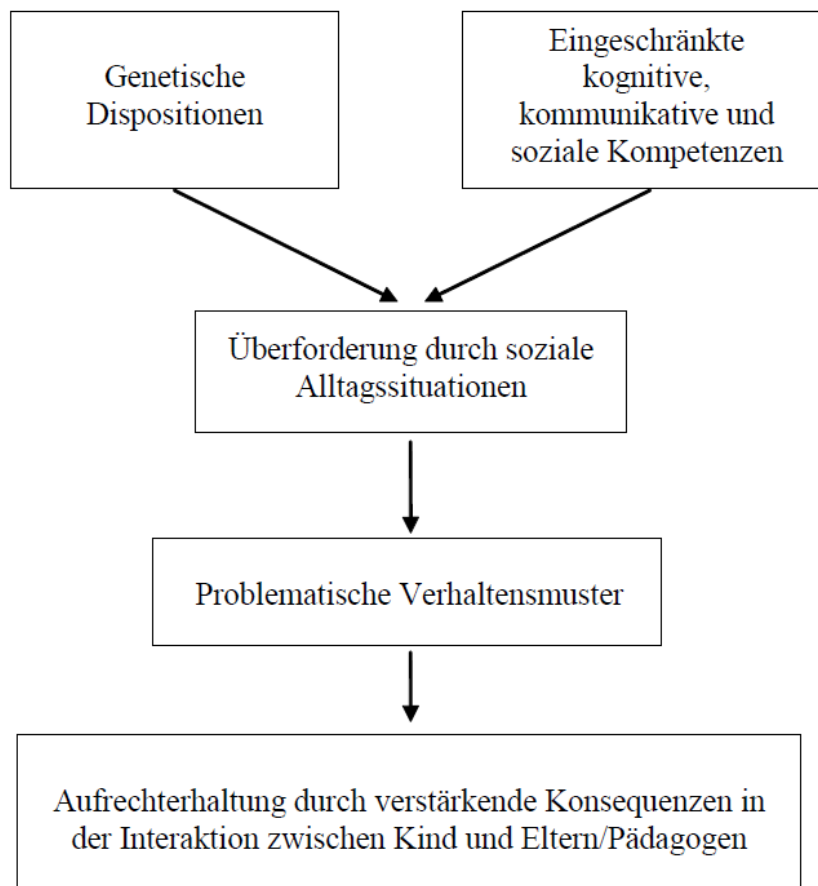 Genetische
Dispositionen
Eingeschränkte
kognitive,
kommunikative und
soziale Kompetenzen
Überforderung durch soziale
Alltagssituationen
Problematische Verhaltensmuster
Aufrechterhaltung durch verstärkende Konsequenzen in
der Interaktion zwischen Kind und Eltern/Pädagogen